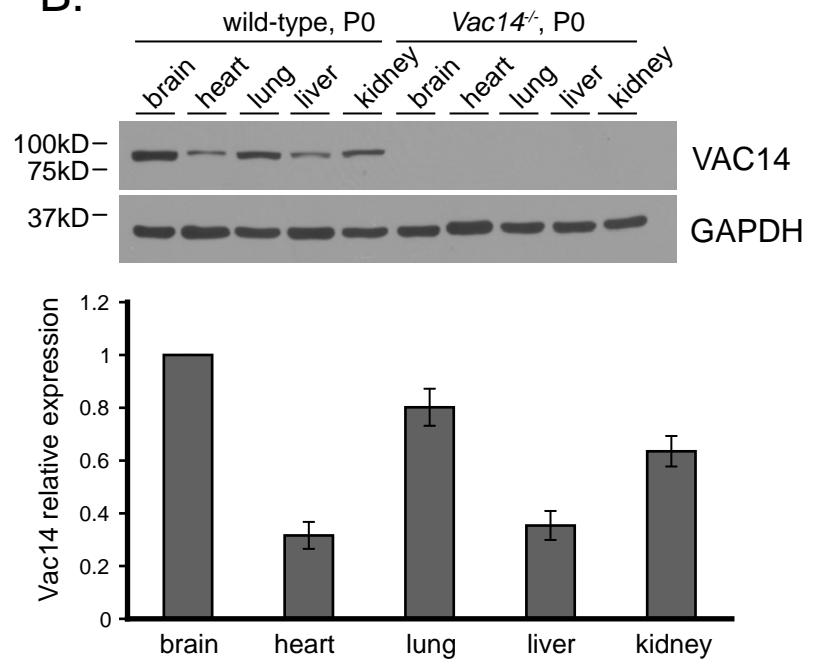 B.
wild-type, P0 Vac14-/-, P0
brain heart lung liver kidney brain heart lung liver kidney
100kD
75kD
VAC14
37kD
GAPDH
Vac14 relative expression
1.2
1
0.8
0.6
0.4
0.2
0
brain heart lung liver kidney